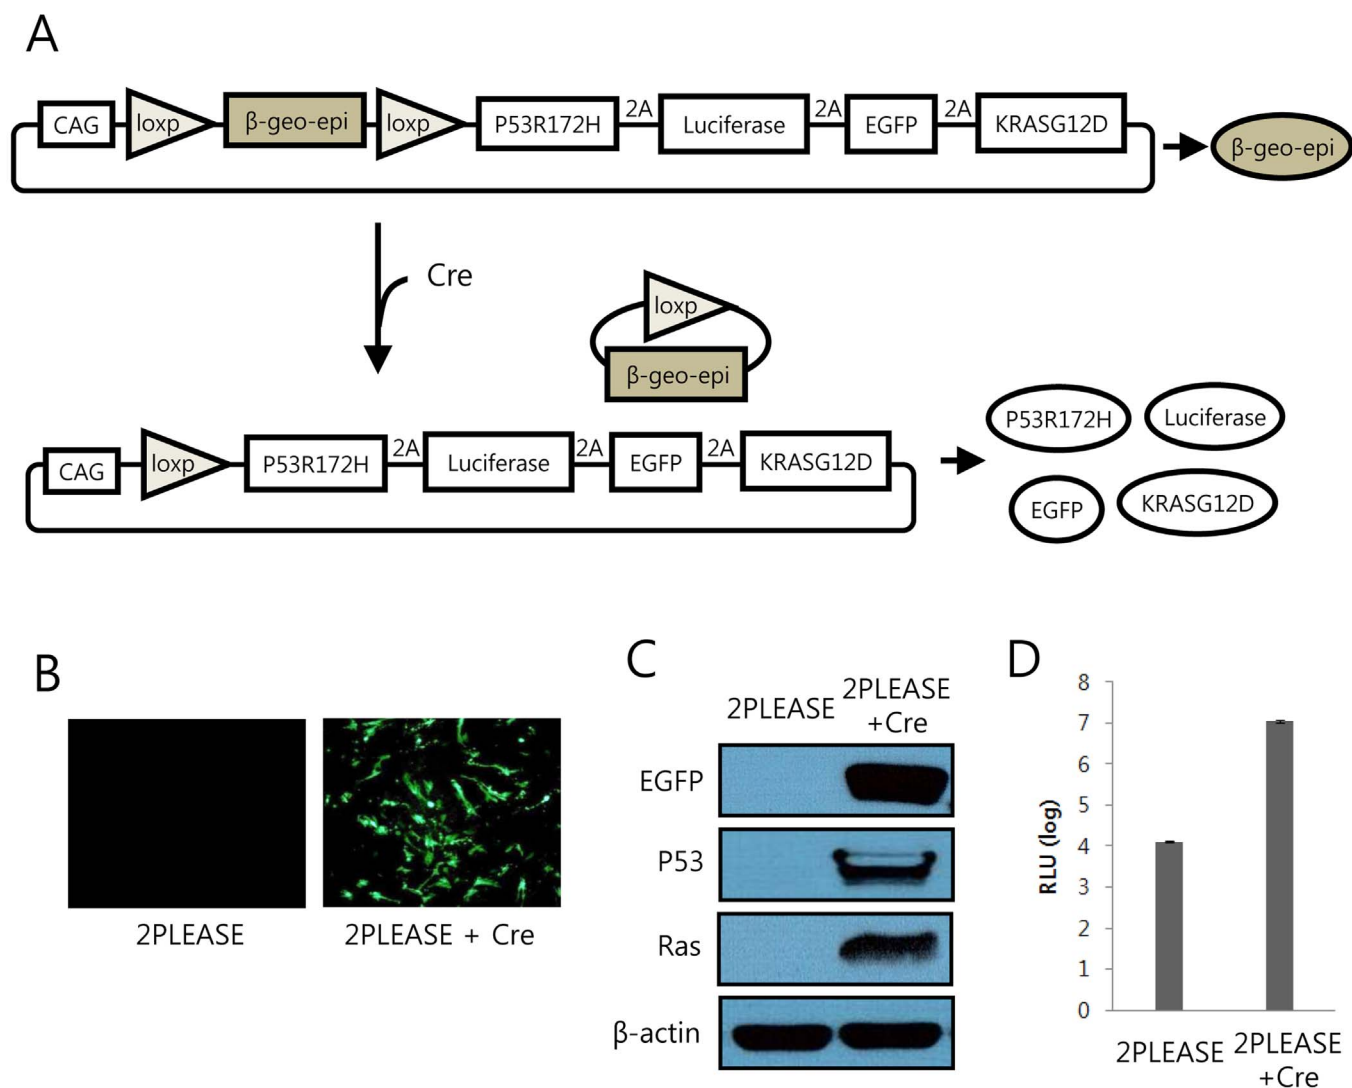 A
CAG
loxp
β-geo-epi
loxp
P53R172H
2A
Luciferase
2A
EGFP
2A
KRASG12D
β-geo-epi
Cre
loxp
β-geo-epi
CAG
loxp
P53R172H
2A
Luciferase
2A
EGFP
2A
KRASG12D
P53R172H
Luciferase
EGFP
KRASG12D
B
2PLEASE
2PLEASE + Cre
C
2PLEASE
2PLEASE
+Cre
EGFP
P53
Ras
β-actin
D
RLU (log)
8
7
6
5
4
3
2
1
0
2PLEASE
2PLEASE
+Cre